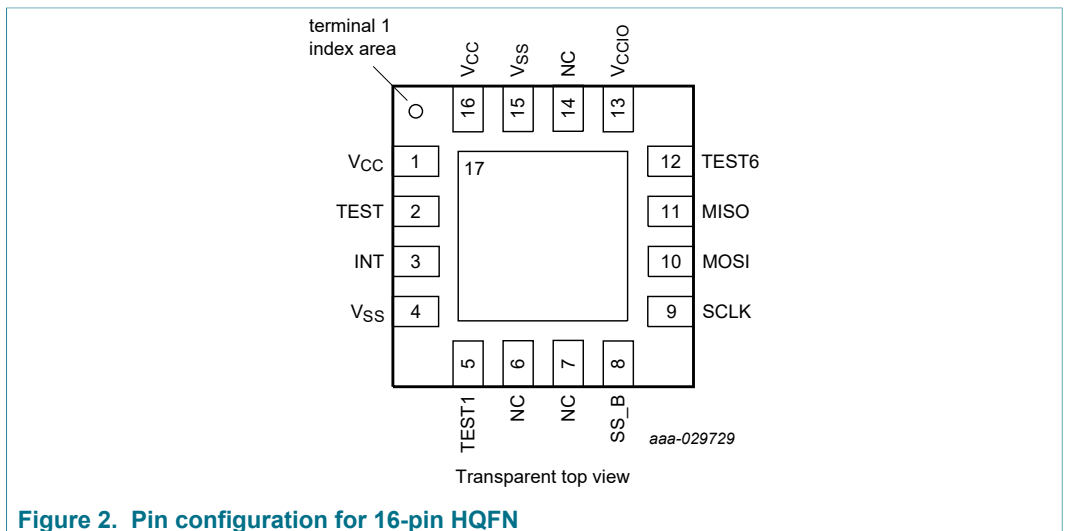 terminal 1
index area
VCC
VSS
NC
VCCIO
16
15
14
13
VCC
1
17
12
TEST6
TEST
2
11
MISO
INT
3
10
MOSI
VSS
4
9
SCLK
5
6
7
8
TEST1
NC
NC
SS_B
aaa-029729
Transparent top view
Figure 2. Pin configuration for 16-pin HQFN